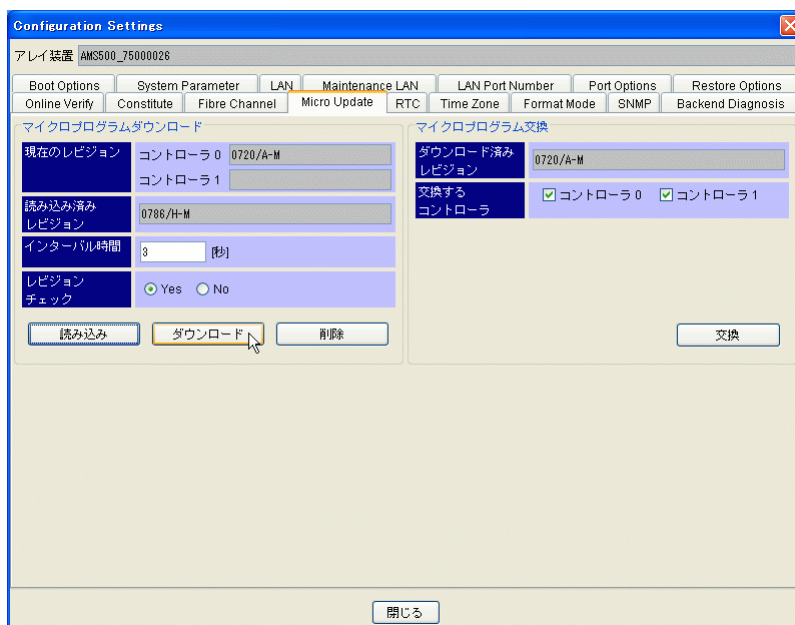 Configuration Settings
アレイ装置 AMS500_75000026
Boot Options System Parameter LAN Maintenance LAN LAN Port Number Port Options Restore Options
Online Verify Constitute Fibre Channel Micro Update RTC Time Zone Format Mode SNMP Backend Diagnosis
マイクロプログラムダウンロード
現在のレビジョン コントローラ 0 0720/A-M
コントローラ 1
読み込み済み
レビジョン
0786/H-M
インターバル時間 3 [秒]
レビジョン
チェック
Yes No
読み込み ダウンロード 削除
マイクロプログラム交換
ダウンロード済み
レビジョン
0720/A-M
交換する
コントローラ
コントローラ 0 コントローラ 1
交換
閉じる